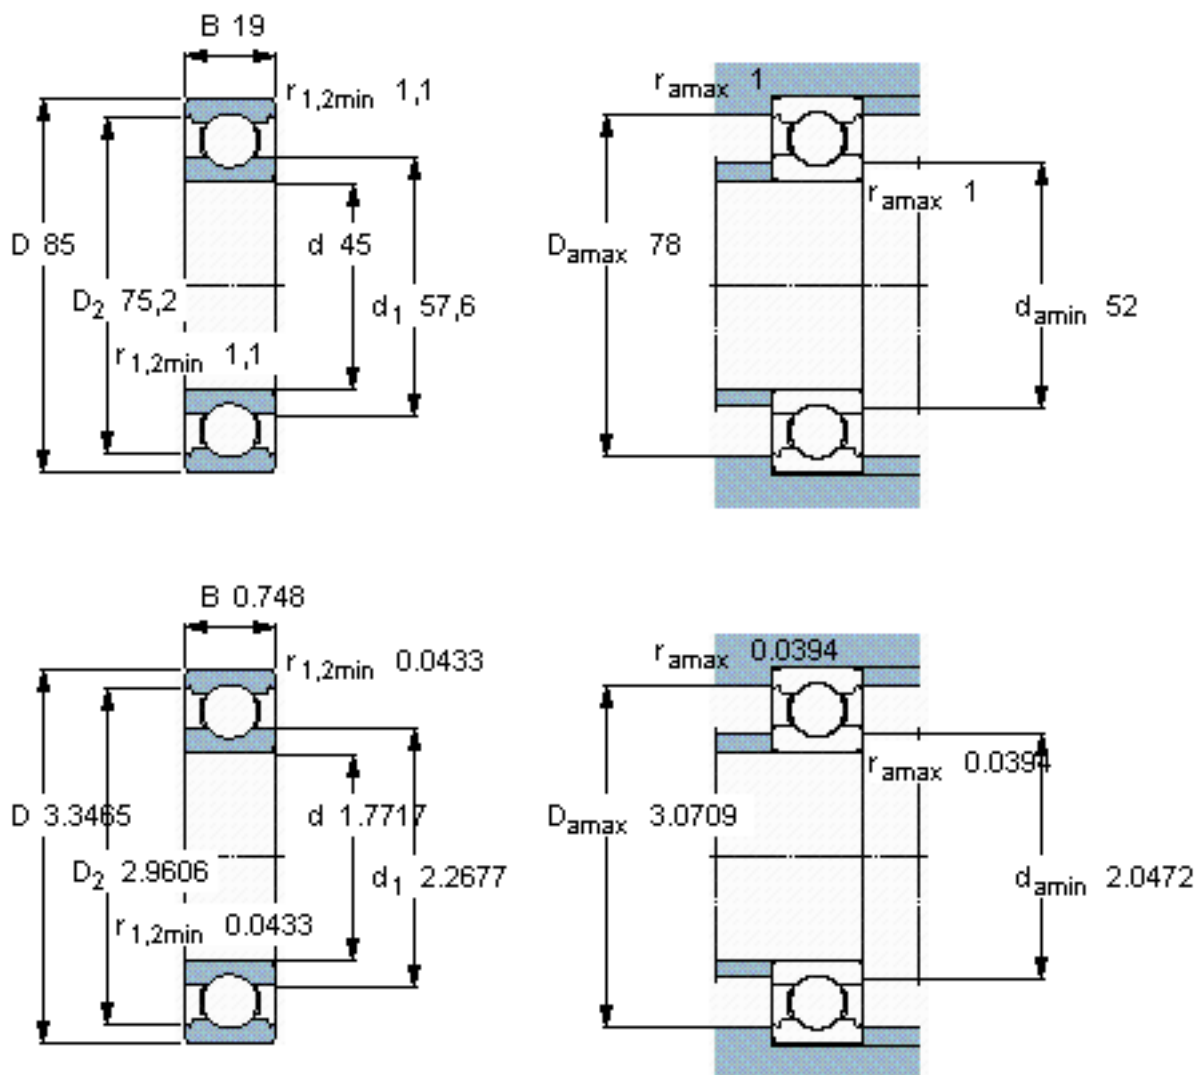 B 19
r1,2min 1,1
ramax 1
ramax 1
D 85
d 45
Damax 78
D2 75,2
d1 57,6
damin 52
r1,2min 1,1
B 0.748
r1,2min 0.0433
ramax 0.0394
ramax 0.0394
D 3.3465
d 1.7717
Damax 3.0709
D2 2.9606
d1 2.2677
damin 2.0472
r1,2min 0.0433